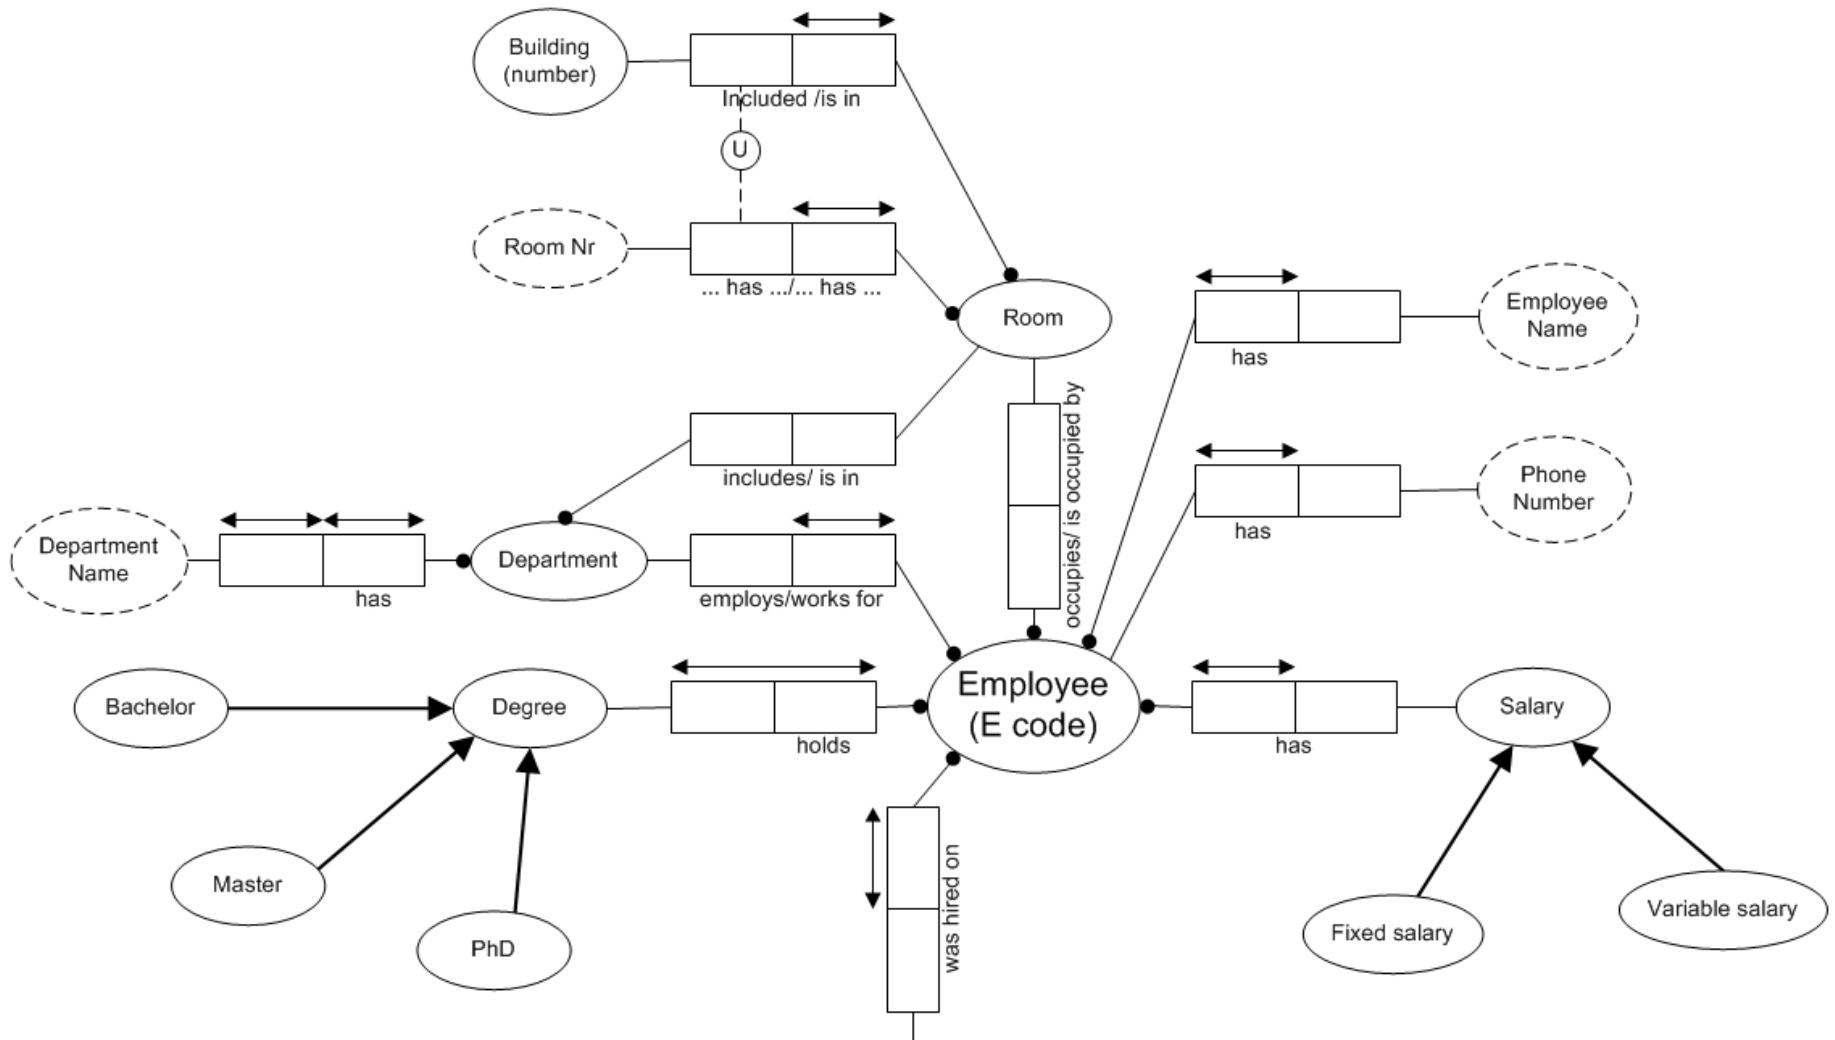 Building
(number)
Included /is in
U
Room Nr
... has .../... has ...
Room
Employee
Name
has
occupies/ is occupied by
Phone
Number
has
includes/ is in
Department
Name
has
Department
employs/works for
Bachelor
Degree
holds
Employee
(E code)
has
Salary
Master
PhD
was hired on
Fixed salary
Variable salary